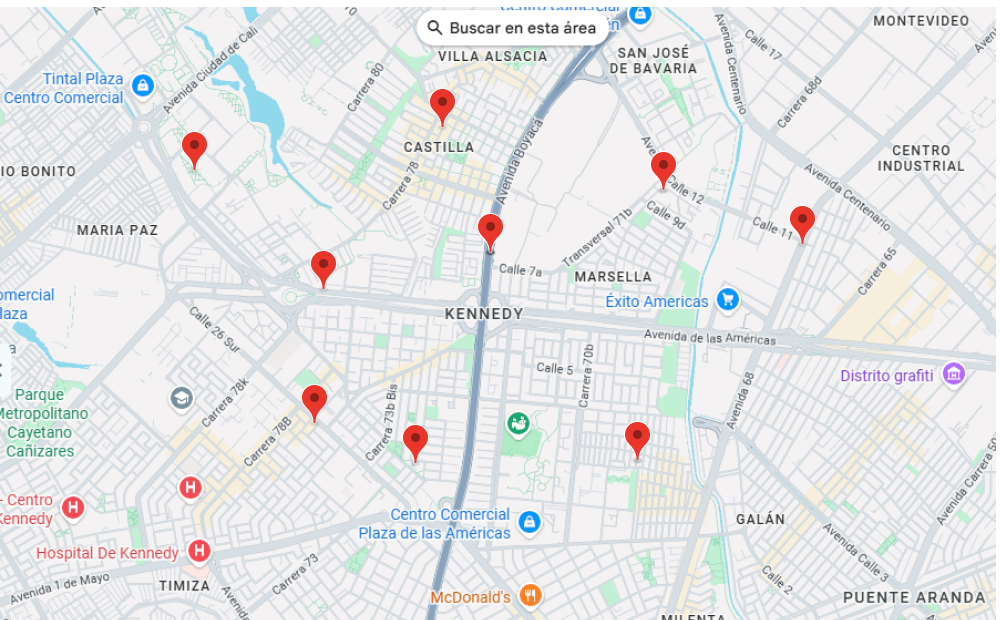 Centro Comercial
Buscar en esta área
MONTEVIDEO
Avenida Ciudad de Cali
VILLA ALSACIA
SAN JOSÉ
DE BAVARIA
Calle 17
Avenida Centenario
Carrera 68d
Tintal Plaza
Centro Comercial
Carrera 80
CASTILLA
Avenida Boyacá
CENTRO
INDUSTRIAL
IO BONITO
Carrera 78
Calle 12
Avenida Centenario
Calle 9d
Calle 11
MARIA PAZ
Transversal 71b
Calle 7a
MARSELLA
Carrera 65
omercial
laza
Éxito Americas
KENNEDY
Calle 26 Sur
Avenida de las Américas
a
Calle 5
Carrera 70b
Distrito grafiti
Parque
Metropolitano
Cayetano
Cañizares
Carrera 78k
Carrera 73b Bis
Avenida 68
Carrera 78B
Avenida Carrera 50
- Centro
Kennedy
H
H
Centro Comercial
Plaza de las Américas
GALÁN
Hospital De Kennedy
H
Avenida Calle 3
Avenida 1 de Mayo
TIMIZA
Carrera 73
Calle 2
McDonald's
PUENTE ARANDA
MILENTA